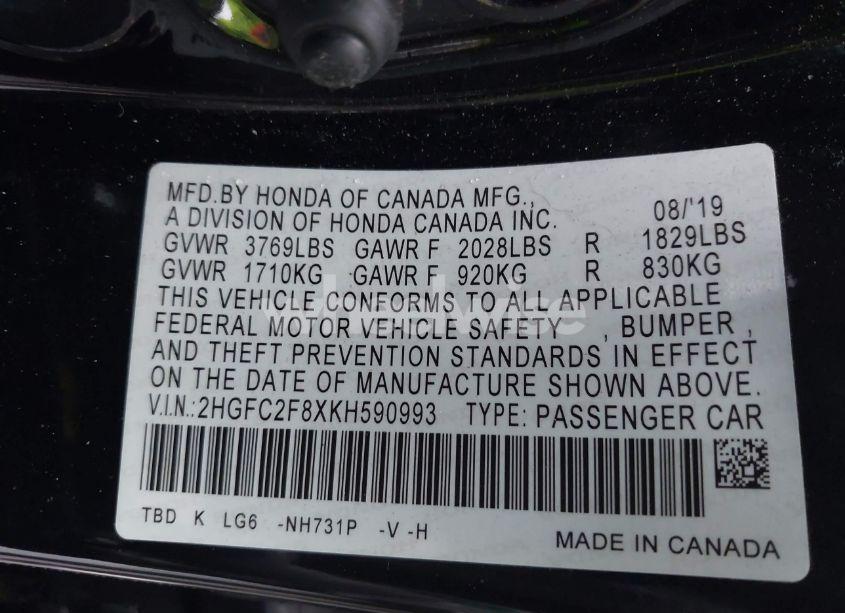 MFD.BY HONDA OF CANADA MFG.,
A DIVISION OF HONDA CANADA INC. 08/'19
GVWR 3769LBS GAWR F 2028LBS R 1829LBS
GVWR 1710KG GAWR F 920KG R 830KG
THIS VEHICLE CONFORMS TO ALL APPLICABLE
FEDERAL MOTOR VEHICLE SAFETY , BUMPER ,
AND THEFT PREVENTION STANDARDS IN EFFECT
ON THE DATE OF MANUFACTURE SHOWN ABOVE.
V.I.N.:2HGFC2F8XKH590993 TYPE: PASSENGER CAR
TBD K LG6 -NH731P -V -H
MADE IN CANADA